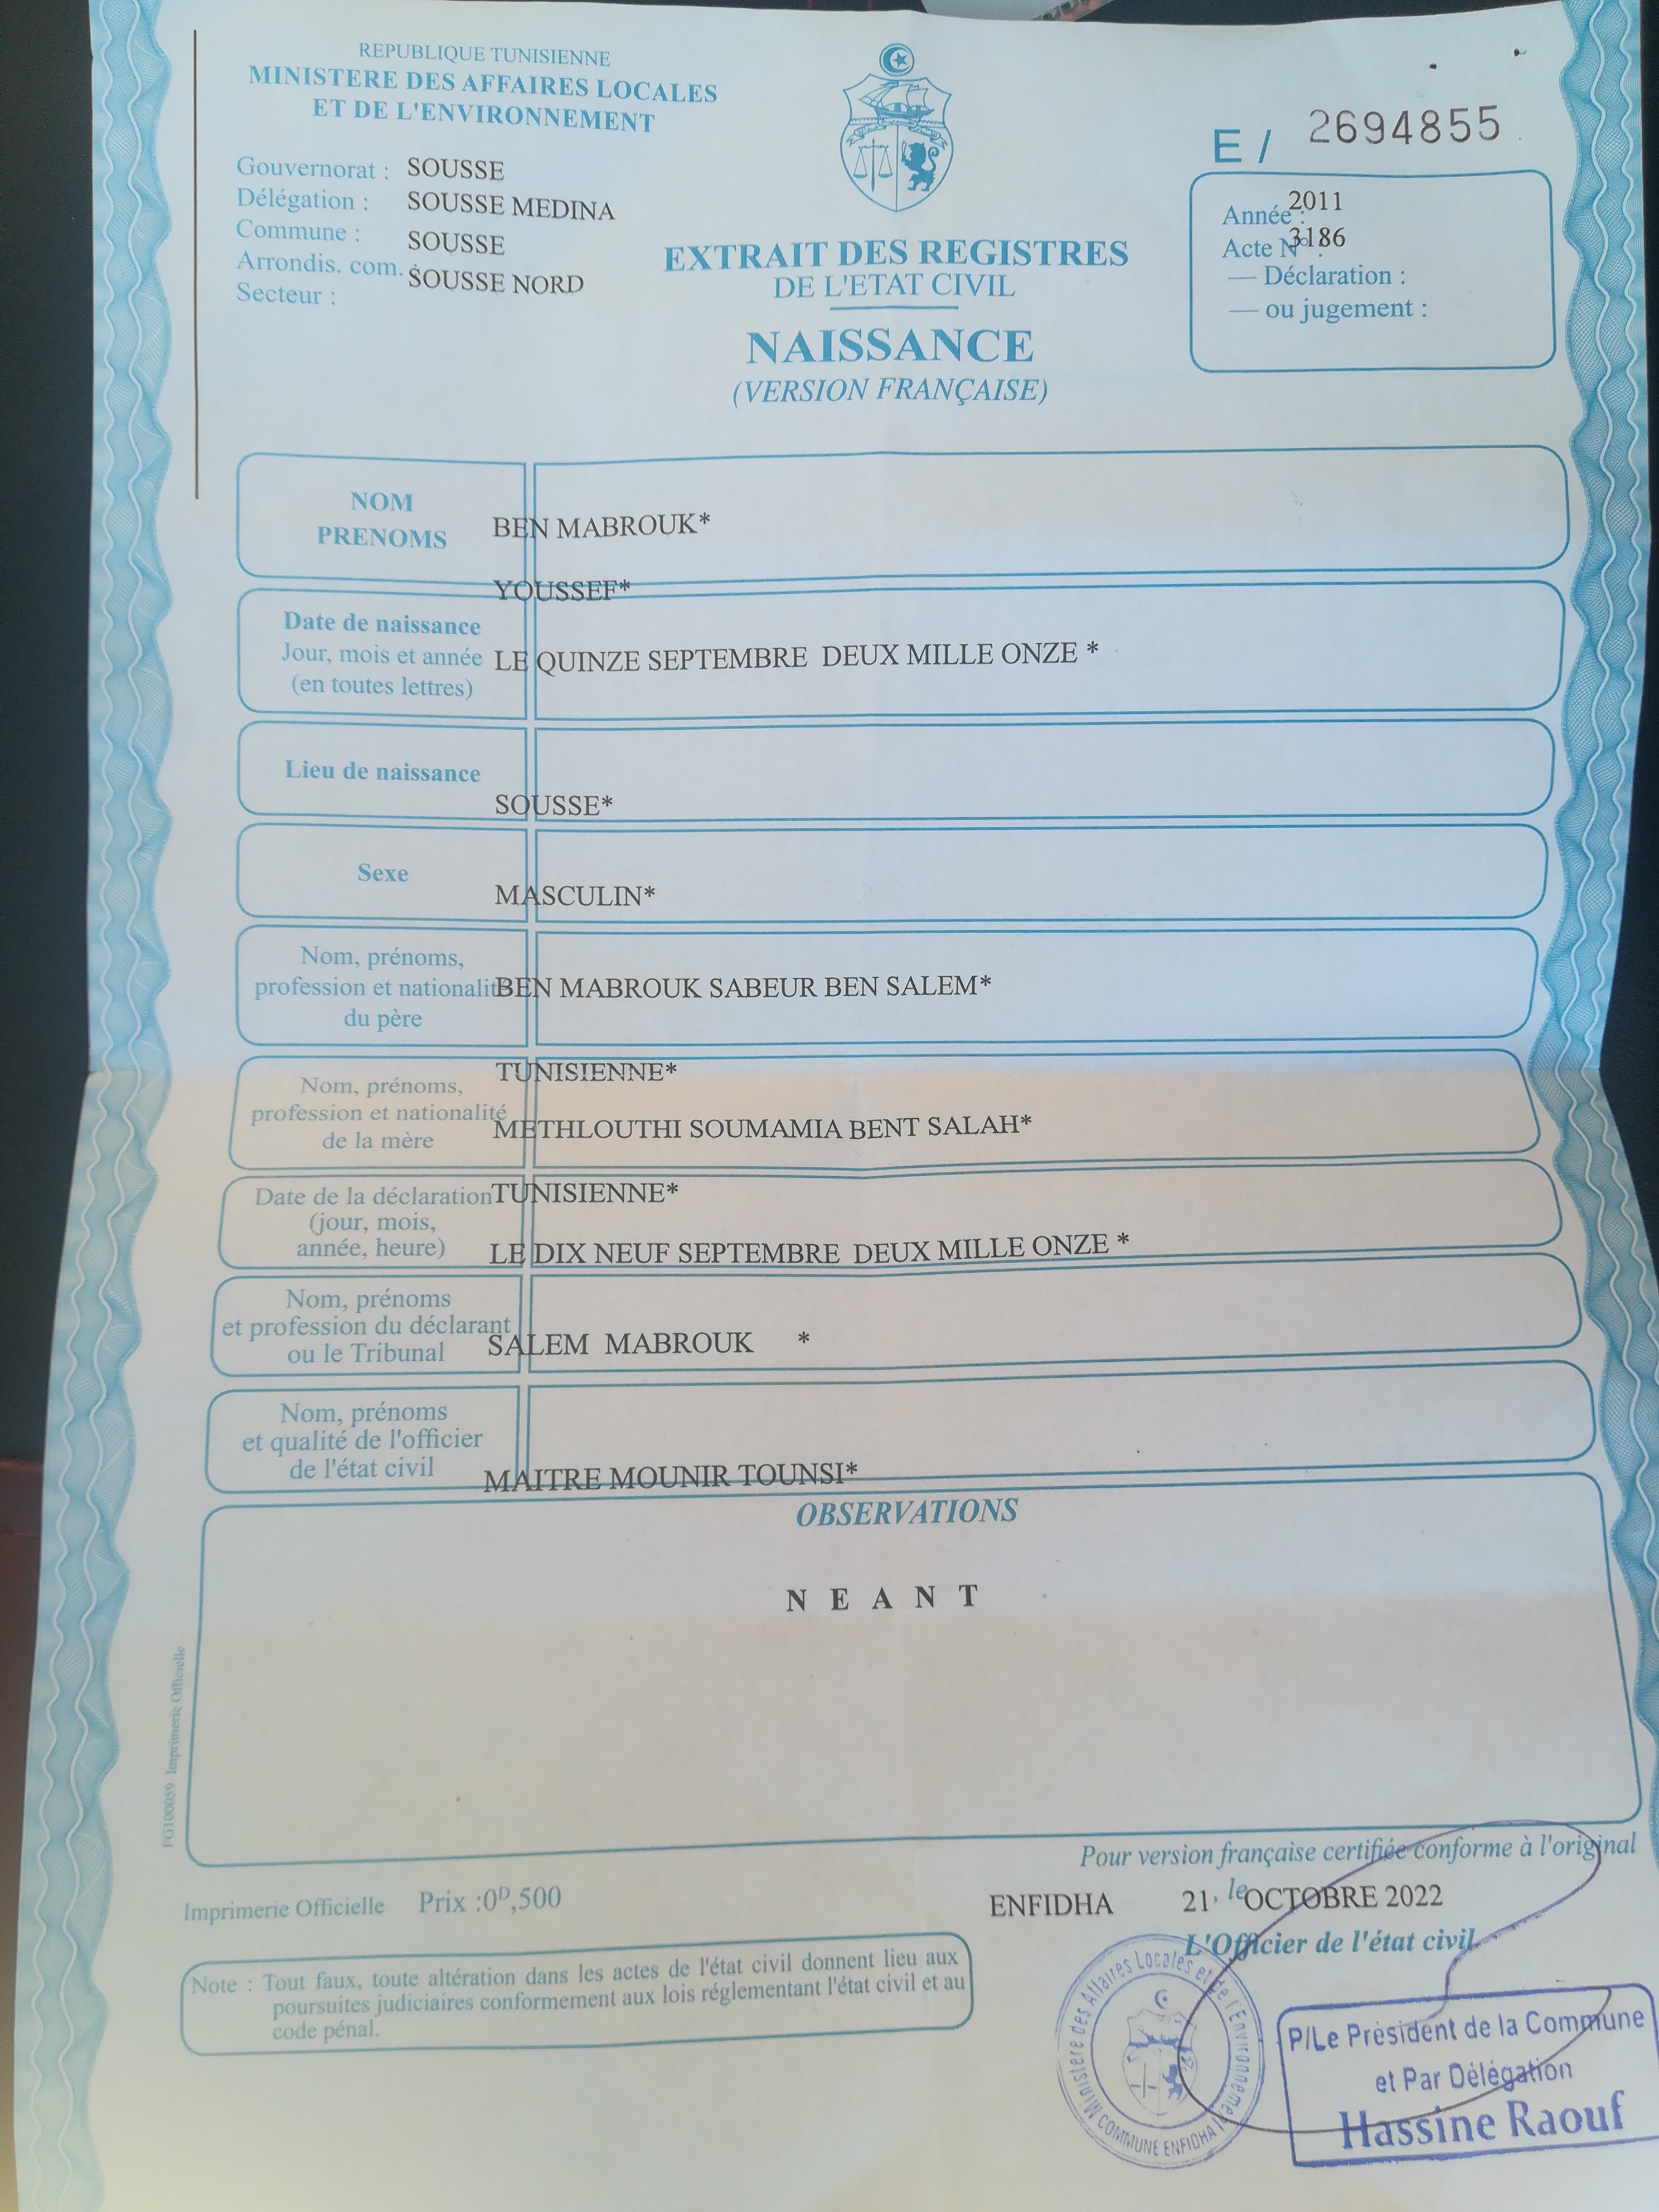 REPUBLIQUE TUNISIENNE
MINISTERE DES AFFAIRES LOCALES
ET DE L'ENVIRONNEMENT
Gouvernorat : SOUSSE
Délégation : SOUSSE MEDINA
Commune : SOUSSE
Arrondis. com. : SOUSSE NORD
Secteur :
E / 2694855
Année : 2011
Acte N° : 3186
— Déclaration :
— ou jugement :
EXTRAIT DES REGISTRES
DE L'ETAT CIVIL
NAISSANCE
(VERSION FRANÇAISE)
NOM
PRENOMS
BEN MABROUK*
YOUSSEF*
Date de naissance
Jour, mois et année
(en toutes lettres)
LE QUINZE SEPTEMBRE DEUX MILLE ONZE *
Lieu de naissance
SOUSSE*
Sexe
MASCULIN*
Nom, prénoms,
profession et nationalité
du père
BEN MABROUK SABEUR BEN SALEM*
TUNISIENNE*
Nom, prénoms,
profession et nationalité
de la mère
METHLOUTHI SOUMAMIA BENT SALAH*
TUNISIENNE*
Date de la déclaration
(jour, mois,
année, heure)
LE DIX NEUF SEPTEMBRE DEUX MILLE ONZE *
Nom, prénoms
et profession du déclarant
ou le Tribunal
SALEM MABROUK *
Nom, prénoms
et qualité de l'officier
de l'état civil
MAITRE MOUNIR TOUNSI*
OBSERVATIONS
N E A N T
FG100059 Imprimerie Officielle
Pour version française certifiée conforme à l'original
Imprimerie Officielle Prix :0D,500
ENFIDHA , le 21 OCTOBRE 2022
L'Officier de l'état civil
Note : Tout faux, toute altération dans les actes de l'état civil donnent lieu aux
poursuites judiciaires conformement aux lois réglementant l'état civil et au
code pénal.
Ministère des Affaires Locales et de l'Environnement
COMMUNE ENFIDHA
P/Le Président de la Commune
et Par Délégation
Hassine Raouf